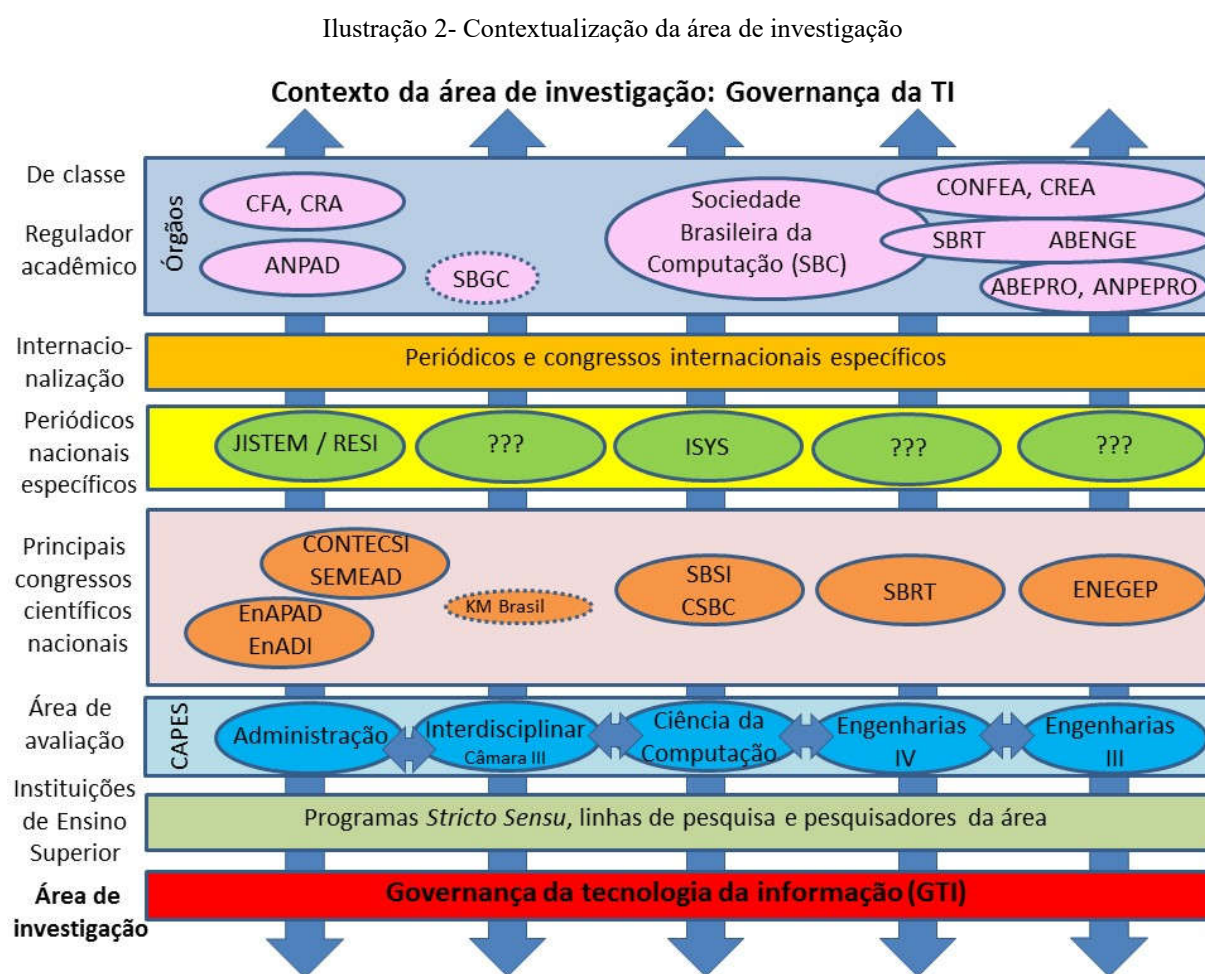 Ilustração 2- Contextualização da área de investigação
Contexto da área de investigação: Governança da TI
De classe
Regulador
acadêmico
Órgãos
CFA, CRA
ANPAD
SBGC
Sociedade
Brasileira da
Computação (SBC)
CONFEA, CREA
SBRT ABENGE
ABEPRO, ANPEPRO
Internacio-
nalização
Periódicos e congressos internacionais específicos
Periódicos
nacionais
específicos
JISTEM / RESI
???
ISYS
???
???
Principais
congressos
científicos
nacionais
CONTECSI
SEMEAD
EnAPAD
EnADI
KM Brasil
SBSI
CSBC
SBRT
ENEGEP
Área de
avaliação
CAPES
Administração
Interdisciplinar
Câmara III
Ciência da
Computação
Engenharias
IV
Engenharias
III
Instituições
de Ensino
Superior
Programas Stricto Sensu, linhas de pesquisa e pesquisadores da área
Área de
investigação
Governança da tecnologia da informação (GTI)